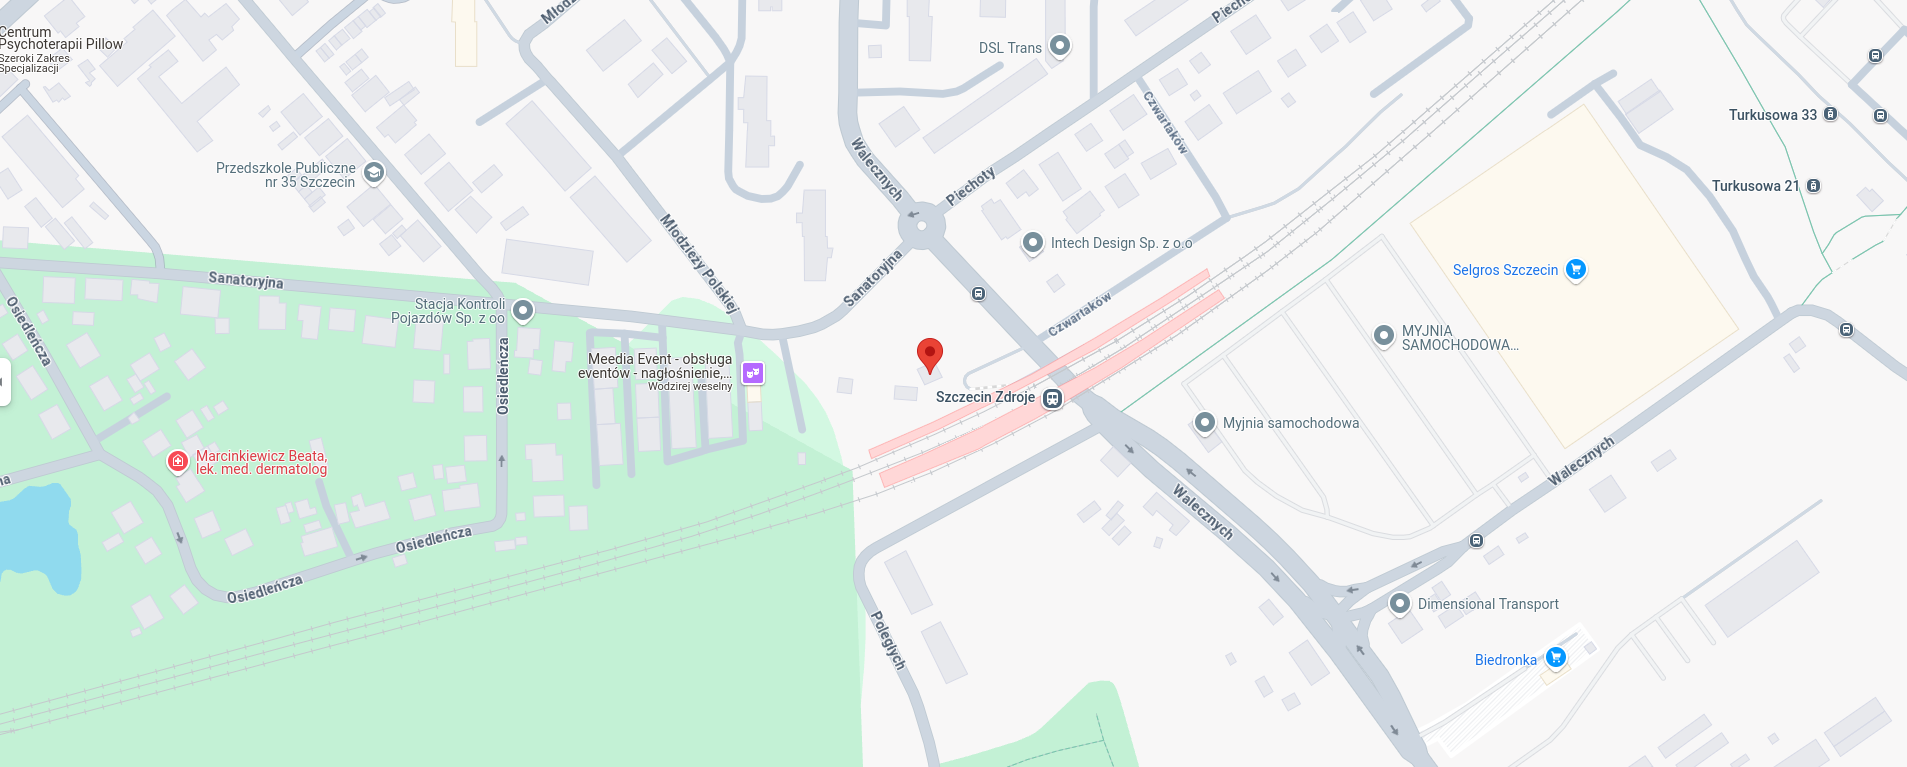 Centrum
Psychoterapii Pillow
Szeroki Zakres
Specjalizacji
Piecho
DSL Trans
Czwartaków
Turkusowa 33
Walecznych
Przedszkole Publiczne
nr 35 Szczecin
Piechoty
Turkusowa 21
Młodzieży Polskiej
Intech Design Sp. z o.o
Selgros Szczecin
Sanatoryjna
Sanatoryjna
Stacja Kontroli
Pojazdów Sp. z oo
Czwartaków
Osiedleńcza
MYJNIA
SAMOCHODOWA...
Meedia Event - obsługa
eventów - nagłośnienie,...
Wodzirej weselny
Osiedleńcza
Szczecin Zdroje
Myjnia samochodowa
Marcinkiewicz Beata,
lek. med. dermatolog
na
Walecznych
Walecznych
Osiedleńcza
Osiedleńcza
Dimensional Transport
Poległych
Biedronka